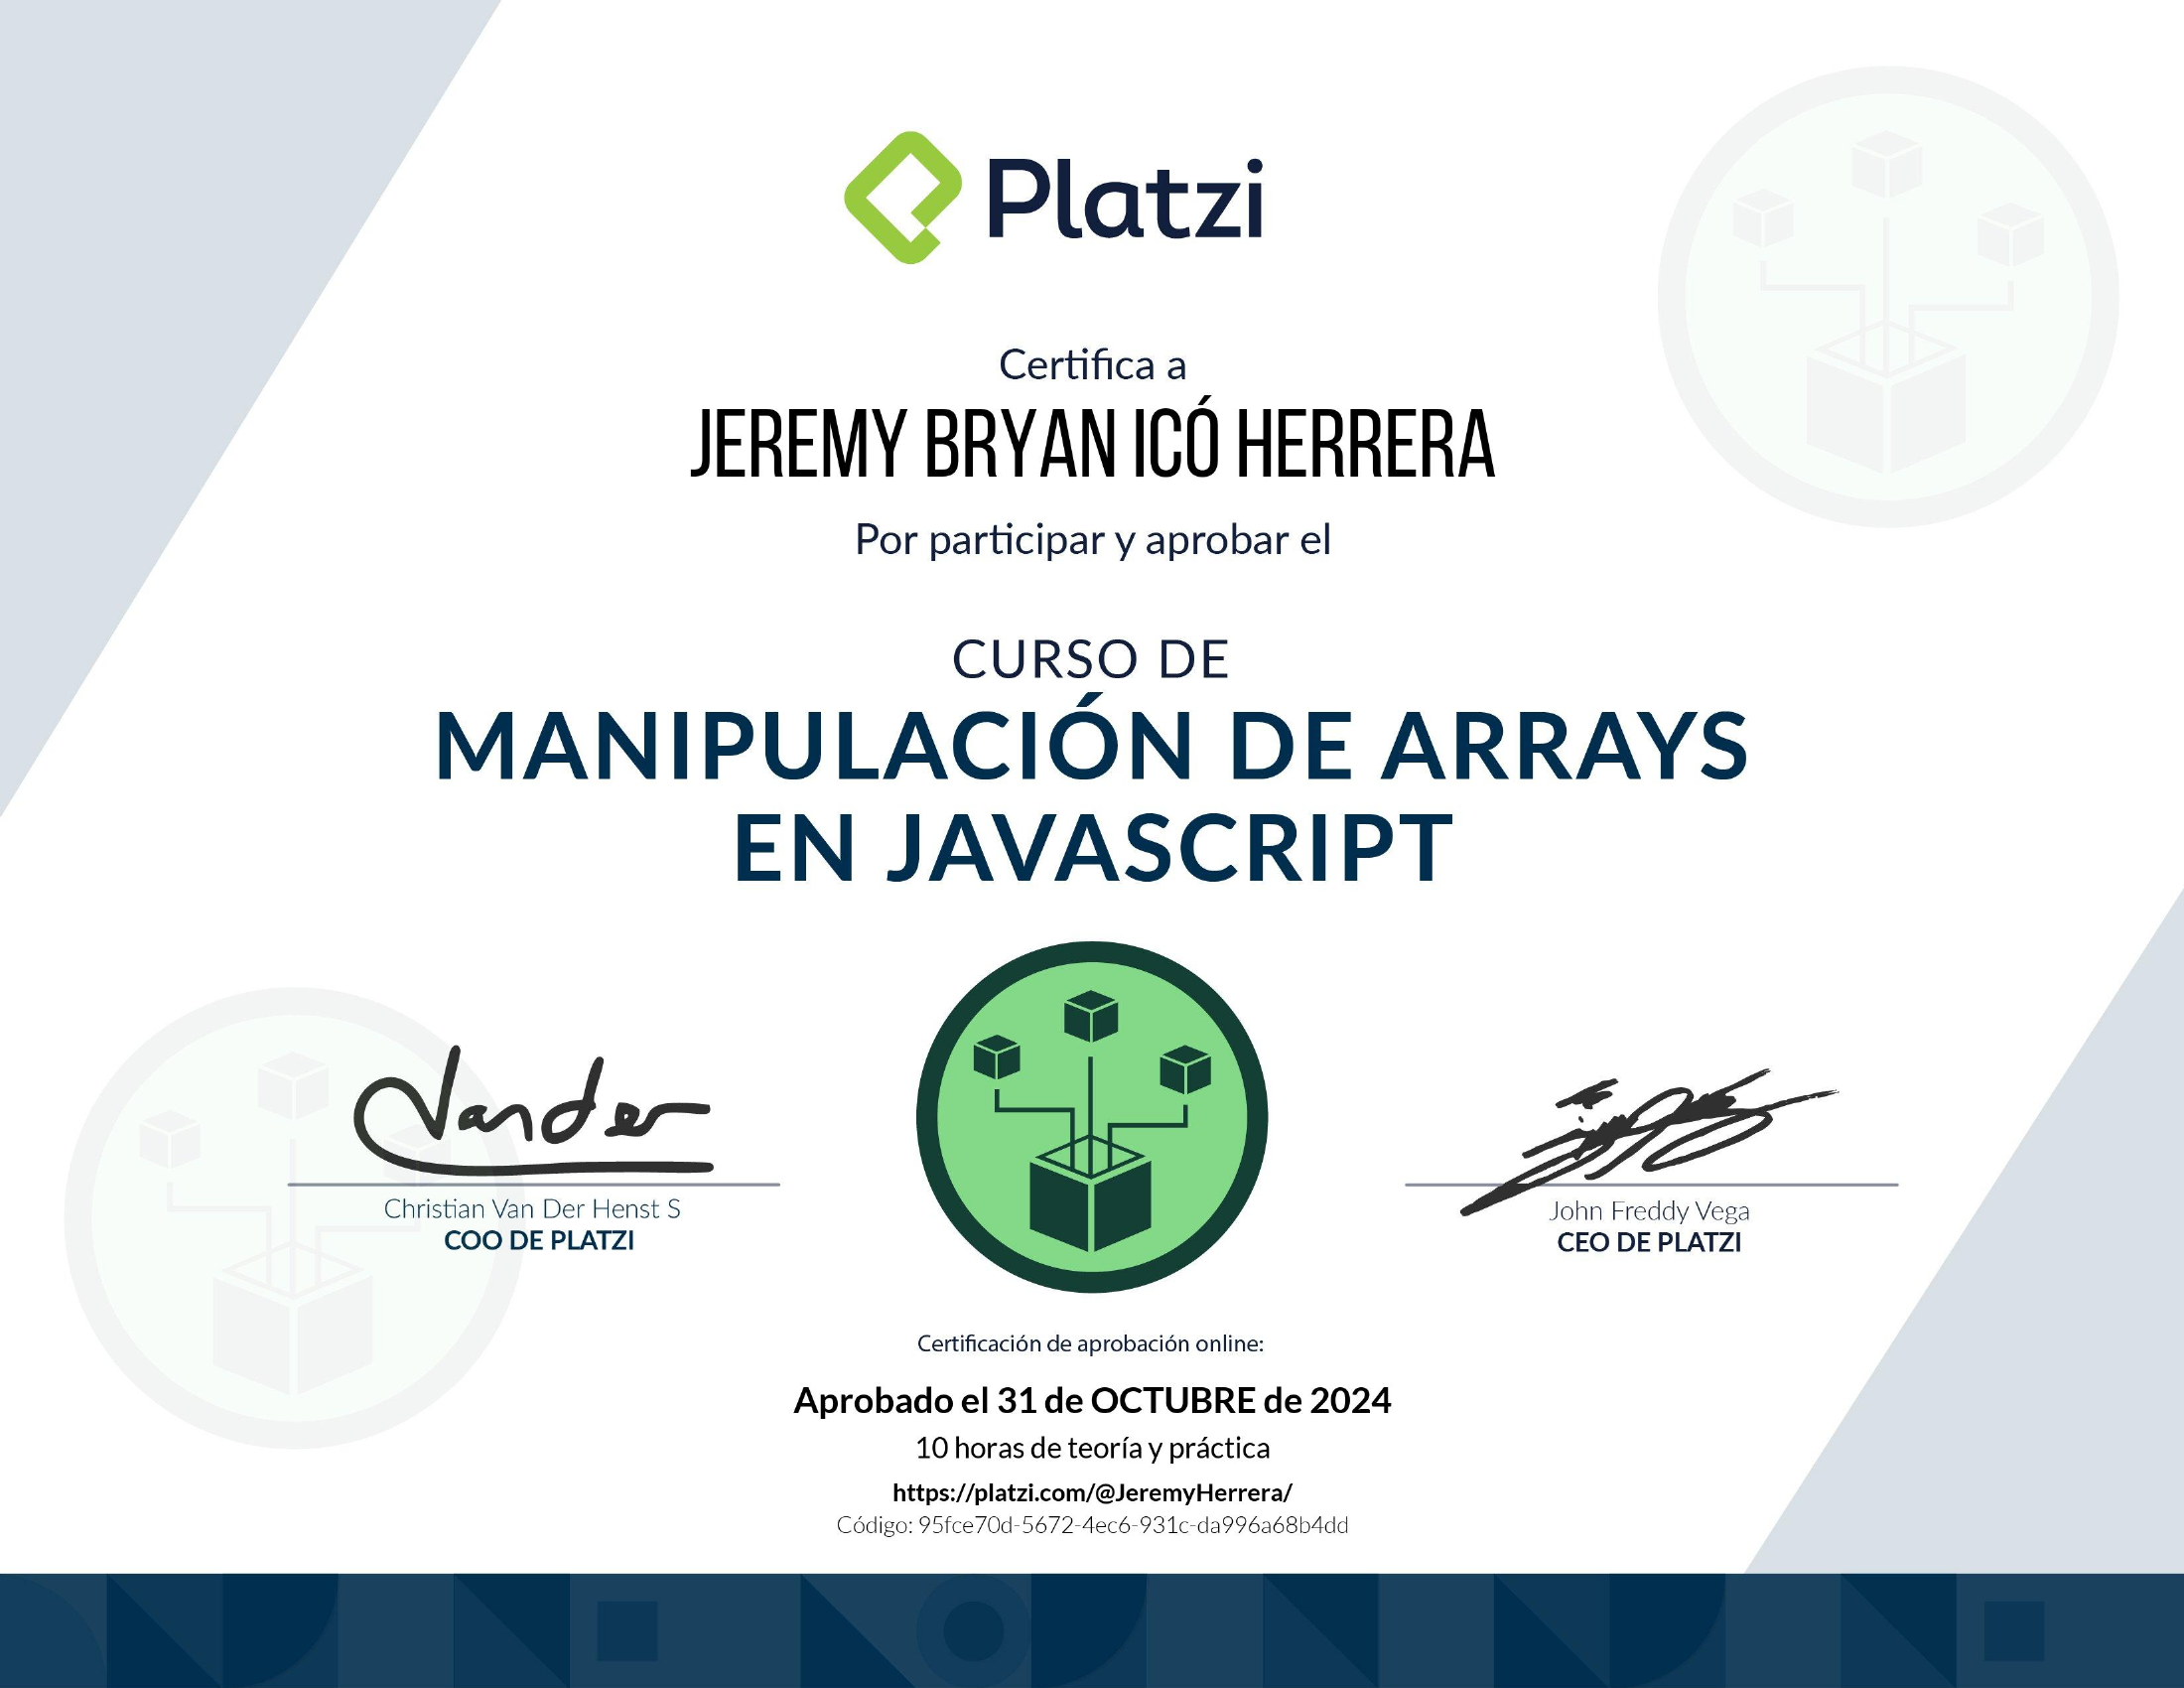 Platzi
Certifica a
JEREMY BRYAN ICÓ HERRERA
Por participar y aprobar el
CURSO DE
MANIPULACIÓN DE ARRAYS
EN JAVASCRIPT
Vander
Christian Van Der Henst S
COO DE PLATZI
John Freddy Vega
CEO DE PLATZI
Certificación de aprobación online:
Aprobado el 31 de OCTUBRE de 2024
10 horas de teoría y práctica
https://platzi.com/@JeremyHerrera/
Código: 95fce70d-5672-4ec6-931c-da996a68b4dd